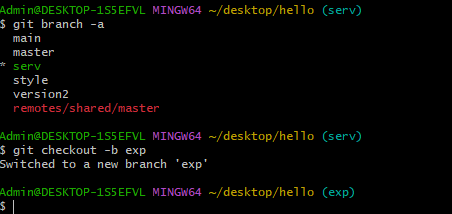 Admin@DESKTOP-1S5EFVL MINGW64 ~/desktop/hello (serv)
$ git branch -a
  main
  master
* serv
  style
  version2
  remotes/shared/master

Admin@DESKTOP-1S5EFVL MINGW64 ~/desktop/hello (serv)
$ git checkout -b exp
Switched to a new branch 'exp'

Admin@DESKTOP-1S5EFVL MINGW64 ~/desktop/hello (exp)
$